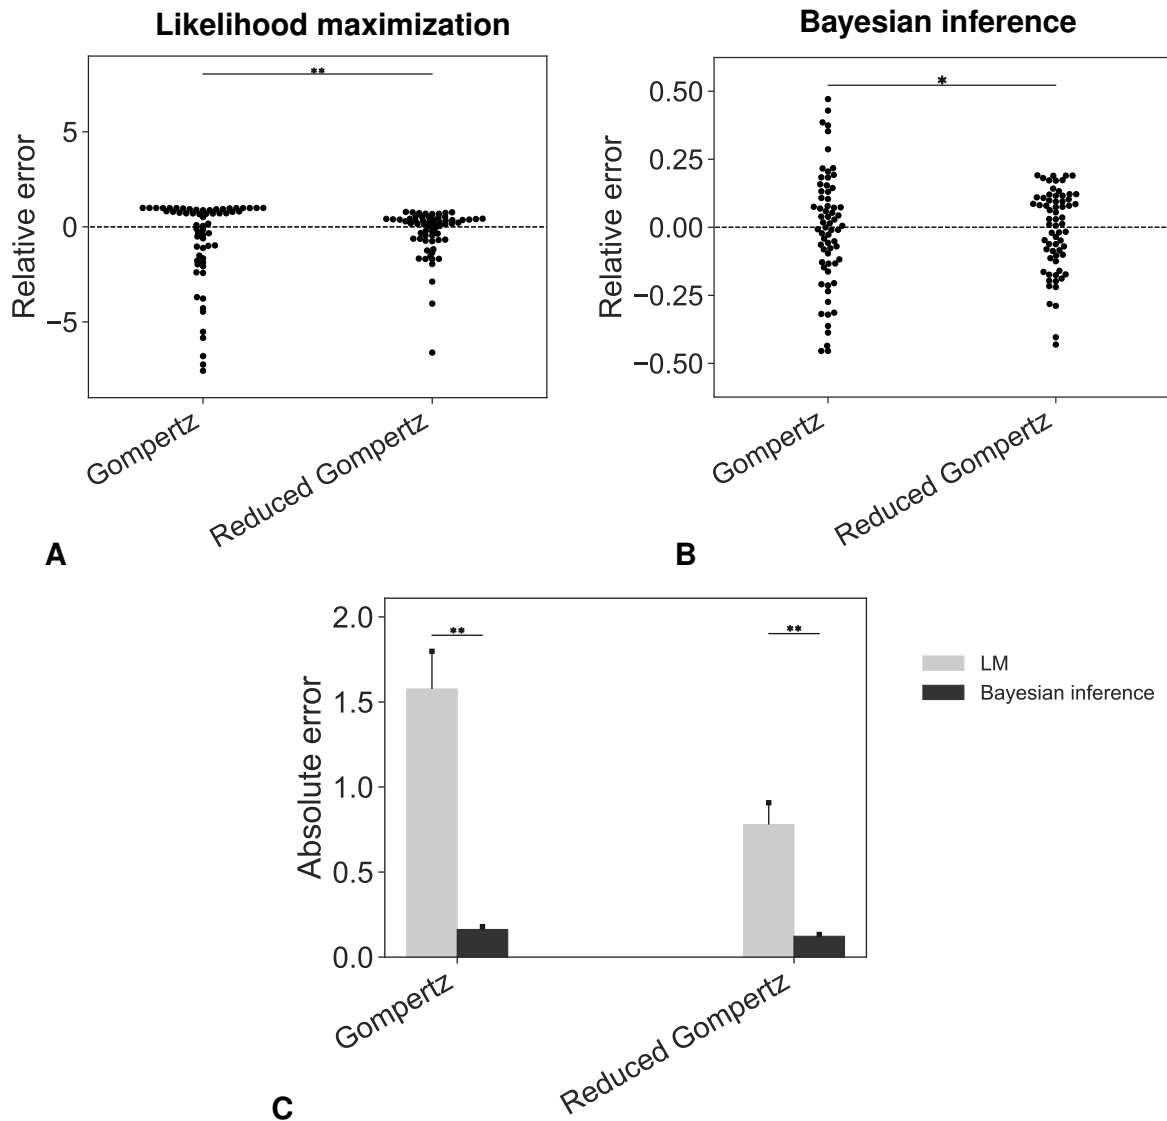 Likelihood maximization
**
Relative error
5
0
−5
Gompertz
Reduced Gompertz
A
Bayesian inference
*
Relative error
0.50
0.25
0.00
−0.25
−0.50
Gompertz
Reduced Gompertz
B
**
**
Absolute error
2.0
1.5
1.0
0.5
0.0
Gompertz
Reduced Gompertz
LM
Bayesian inference
C